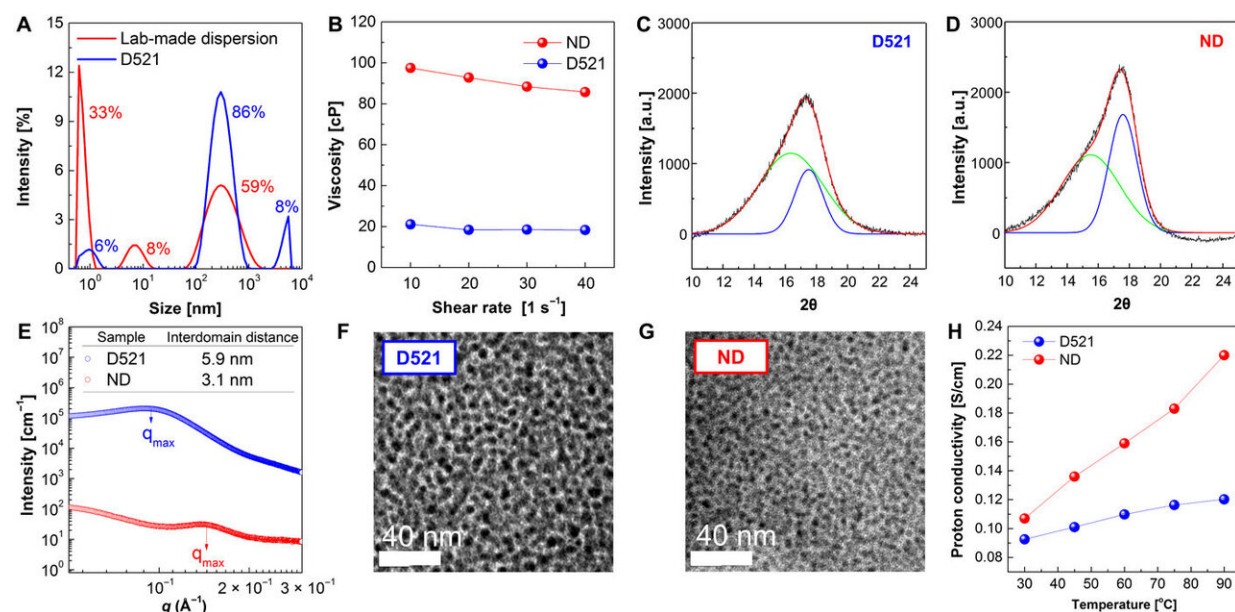 A
Intensity [%]
15
12
9
6
3
0
Lab-made dispersion
D521
33%
86%
59%
6%
8%
8%
10⁰ 10¹ 10² 10³ 10⁴
Size [nm]
B
Viscosity [cP]
120
100
80
60
40
20
0
ND
D521
10 20 30 40
Shear rate [1 s⁻¹]
C
D521
Intensity [a.u.]
3000
2000
1000
0
10 12 14 16 18 20 22 24
2θ
D
ND
Intensity [a.u.]
3000
2000
1000
0
10 12 14 16 18 20 22 24
2θ
E
Intensity [cm⁻¹]
10⁸
10⁷
10⁶
10⁵
10⁴
10³
10²
10¹
10⁰
Sample Interdomain distance
D521 5.9 nm
ND 3.1 nm
qmax
qmax
10⁻¹ 2 × 10⁻¹ 3 × 10⁻¹
q (Å⁻¹)
F
D521
40 nm
G
ND
40 nm
H
Proton conductivity [S/cm]
0.24
0.22
0.20
0.18
0.16
0.14
0.12
0.10
0.08
D521
ND
30 40 50 60 70 80 90
Temperature [°C]